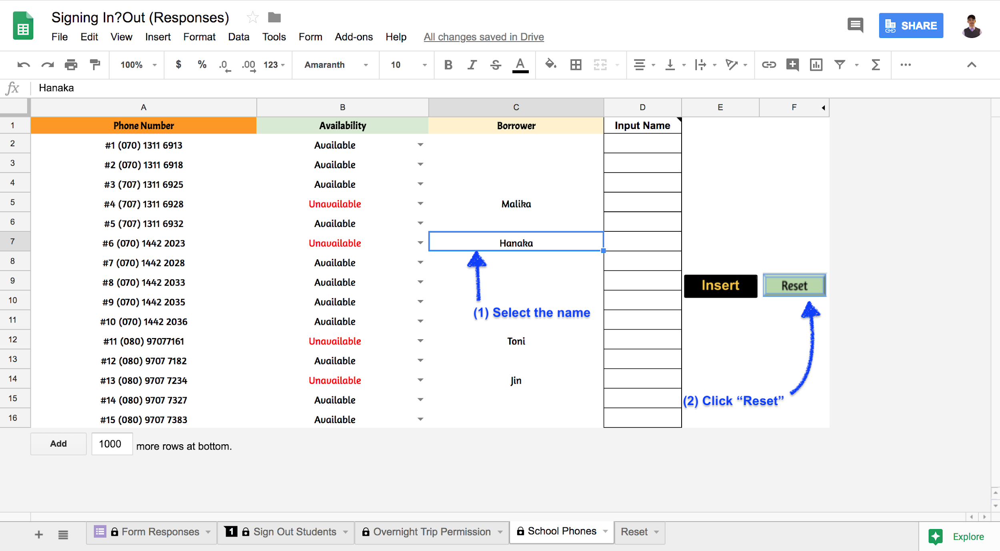 Signing In?Out (Responses)
File Edit View Insert Format Data Tools Form Add-ons Help All changes saved in Drive
SHARE
100% $ % .0 .00 123 Amaranth 10 B I S A Σ
fx Hanaka
A B C D E F
1 Phone Number Availability Borrower Input Name
2 #1 (070) 1311 6913 Available
3 #2 (070) 1311 6918 Available
4 #3 (707) 1311 6925 Available
5 #4 (707) 1311 6928 Unavailable Malika
6 #5 (707) 1311 6932 Available
7 #6 (070) 1442 2023 Unavailable Hanaka
8 #7 (070) 1442 2028 Available
9 #8 (070) 1442 2033 Available
Insert Reset
10 #9 (070) 1442 2035 Available
(1) Select the name
11 #10 (070) 1442 2036 Available
12 #11 (080) 97077161 Unavailable Toni
13 #12 (080) 9707 7182 Available
14 #13 (080) 9707 7234 Unavailable Jin
15 #14 (080) 9707 7327 Available
(2) Click “Reset”
16 #15 (080) 9707 7383 Available
Add 1000 more rows at bottom.
Form Responses 1 Sign Out Students Overnight Trip Permission School Phones Reset Explore